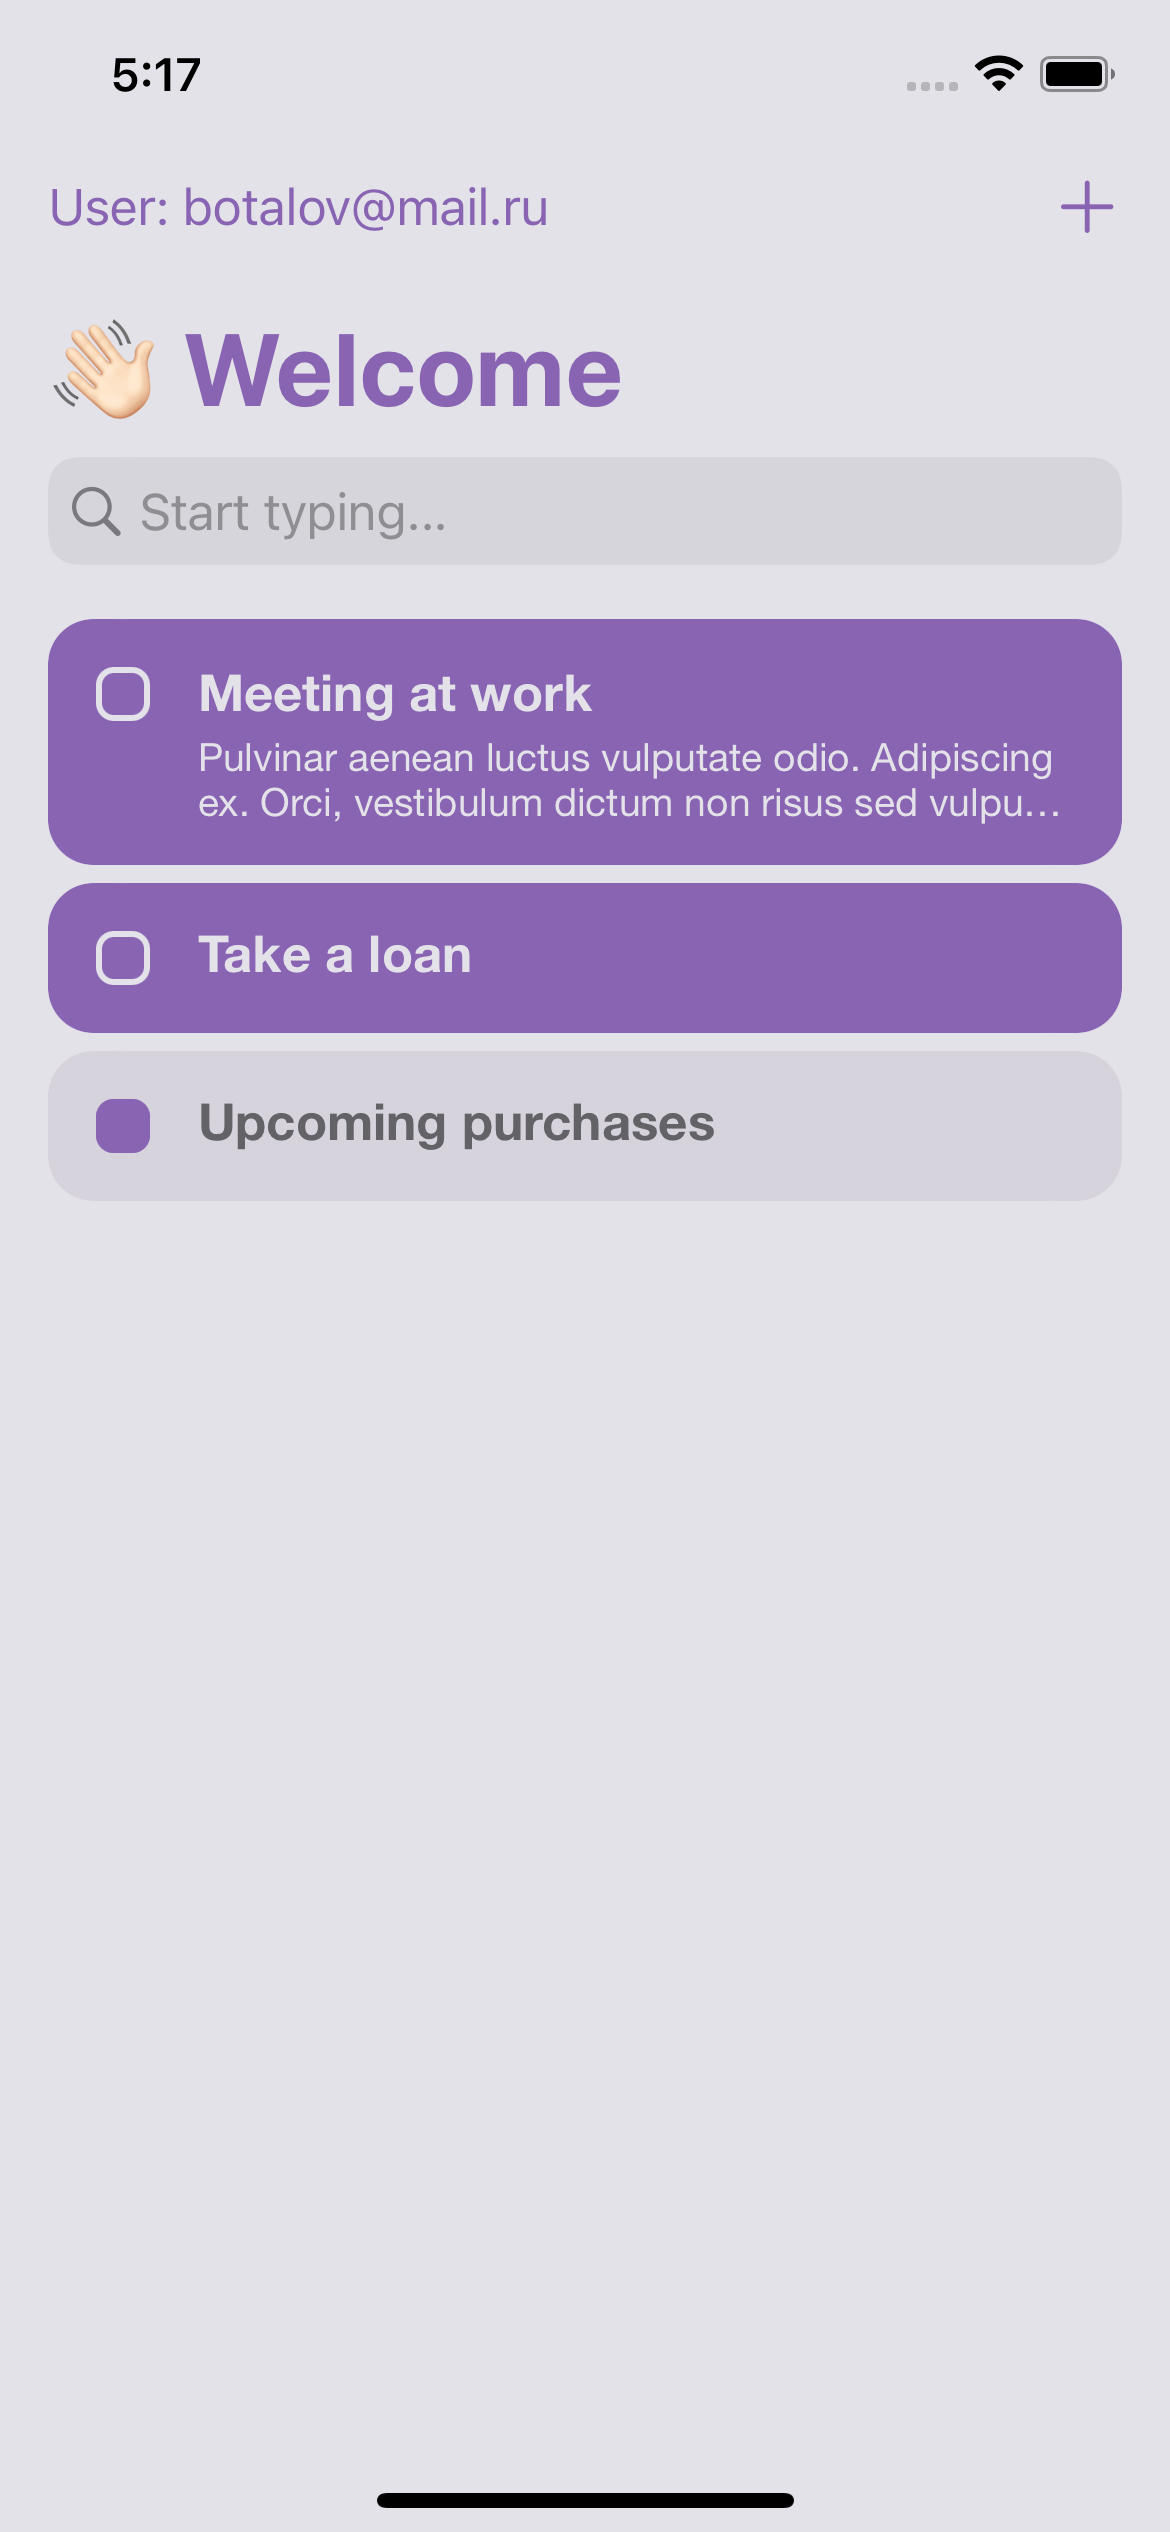 5:17
User: botalov@mail.ru
👋🏻 Welcome
Start typing...
Meeting at work
Pulvinar aenean luctus vulputate odio. Adipiscing
ex. Orci, vestibulum dictum non risus sed vulpu…
Take a loan
Upcoming purchases